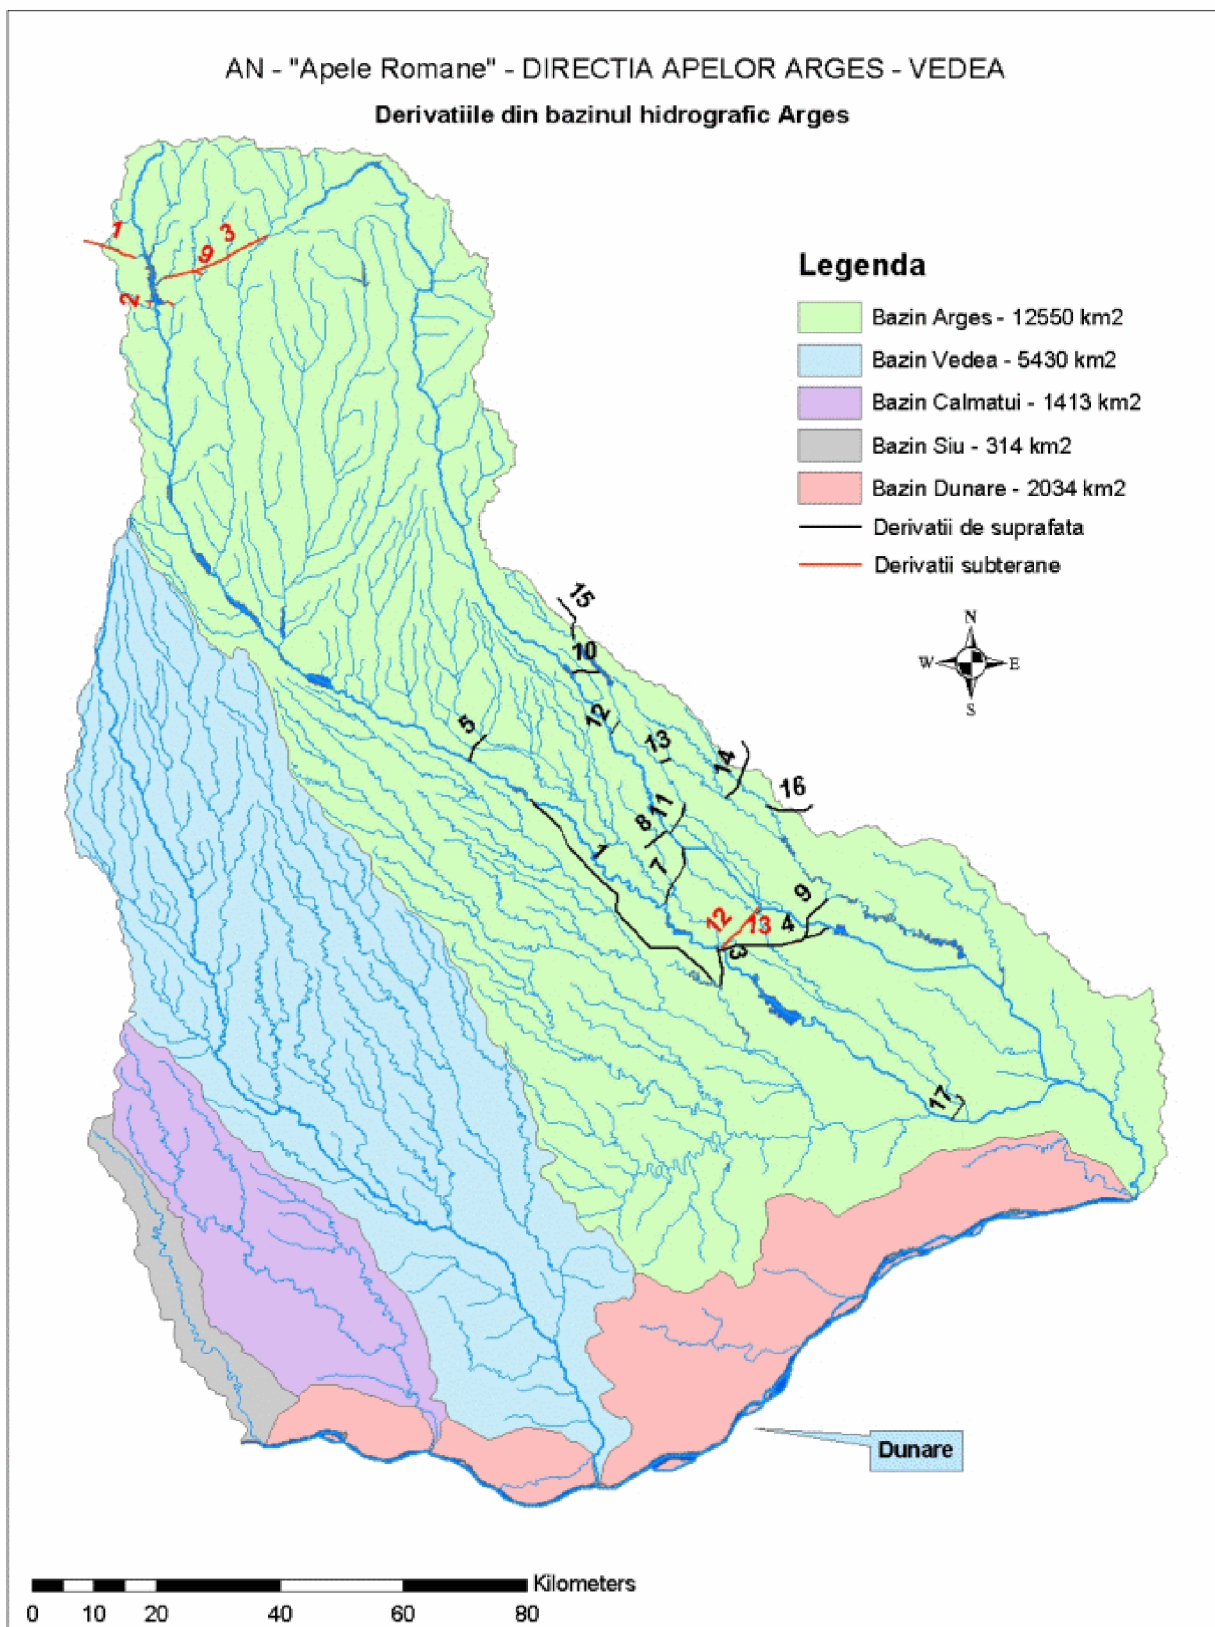 AN - "Apele Romane" - DIRECTIA APELOR ARGES - VEDEA
Derivatiile din bazinul hidrografic Arges
1
3
9
2
Legenda
Bazin Arges - 12550 km2
Bazin Vedea - 5430 km2
Bazin Calmatui - 1413 km2
Bazin Siu - 314 km2
Bazin Dunare - 2034 km2
Derivatii de suprafata
Derivatii subterane
N
W
E
S
15
10
12
5
13
14
16
11
8
1
7
9
12
13
4
3
17
Dunare
Kilometers
0 10 20 40 60 80